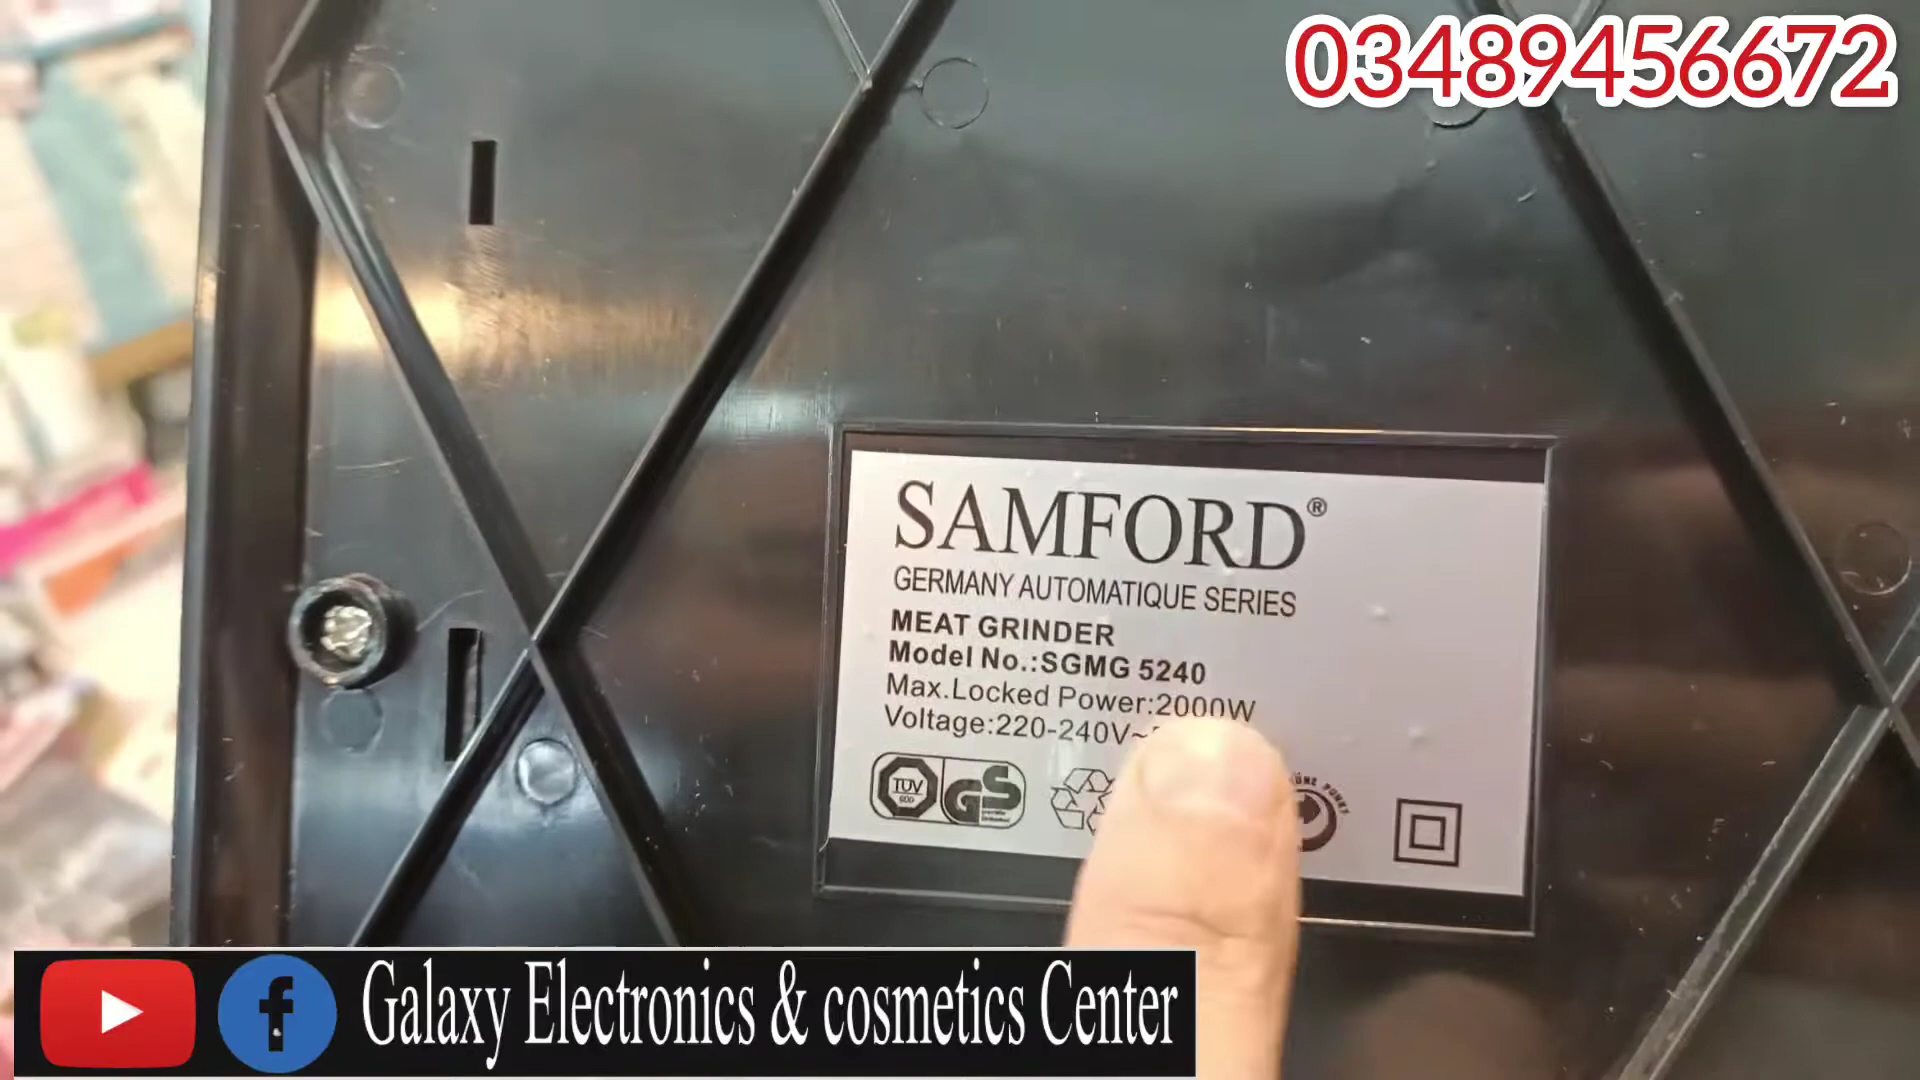 03489456672
SAMFORD®
GERMANY AUTOMATIQUE SERIES
MEAT GRINDER
Model No.:SGMG 5240
Max.Locked Power:2000W
Voltage:220-240V~
TÜV
GS
Galaxy Electronics & cosmetics Center